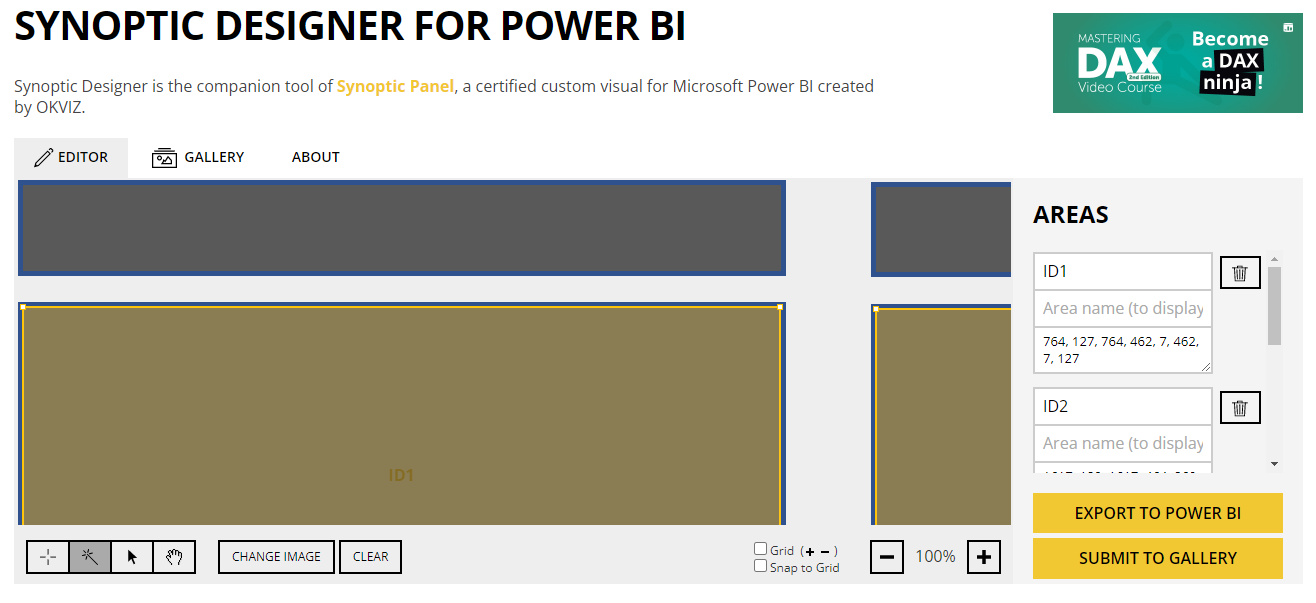 SYNOPTIC DESIGNER FOR POWER BI
Synoptic Designer is the companion tool of Synoptic Panel, a certified custom visual for Microsoft Power BI created
by OKVIZ.
MASTERING
DAX
2nd Edition
Video Course
Become
a DAX
ninja!
EDITOR
GALLERY
ABOUT
ID1
CHANGE IMAGE
CLEAR
Grid (+ − )
Snap to Grid
100%
AREAS
ID1
Area name (to display
764, 127, 764, 462, 7, 462,
7, 127
ID2
Area name (to display
EXPORT TO POWER BI
SUBMIT TO GALLERY